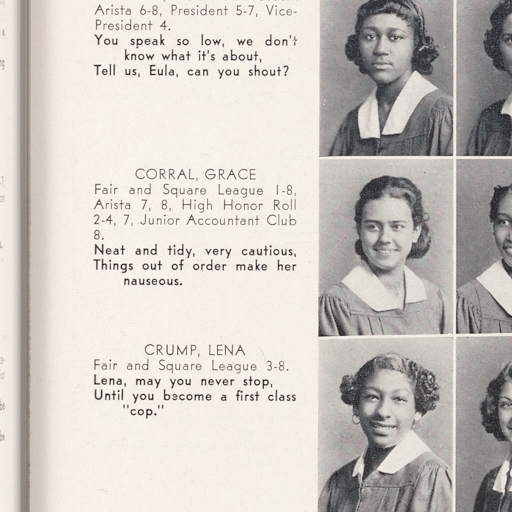 Arista 6-8, President 5-7, Vice-
President 4.
You speak so low, we don't
know what it's about,
Tell us, Eula, can you shout?
CORRAL, GRACE
Fair and Square League 1-8,
Arista 7, 8, High Honor Roll
2-4, 7, Junior Accountant Club
8.
Neat and tidy, very cautious,
Things out of order make her
nauseous.
CRUMP, LENA
Fair and Square League 3-8.
Lena, may you never stop,
Until you become a first class
"cop."